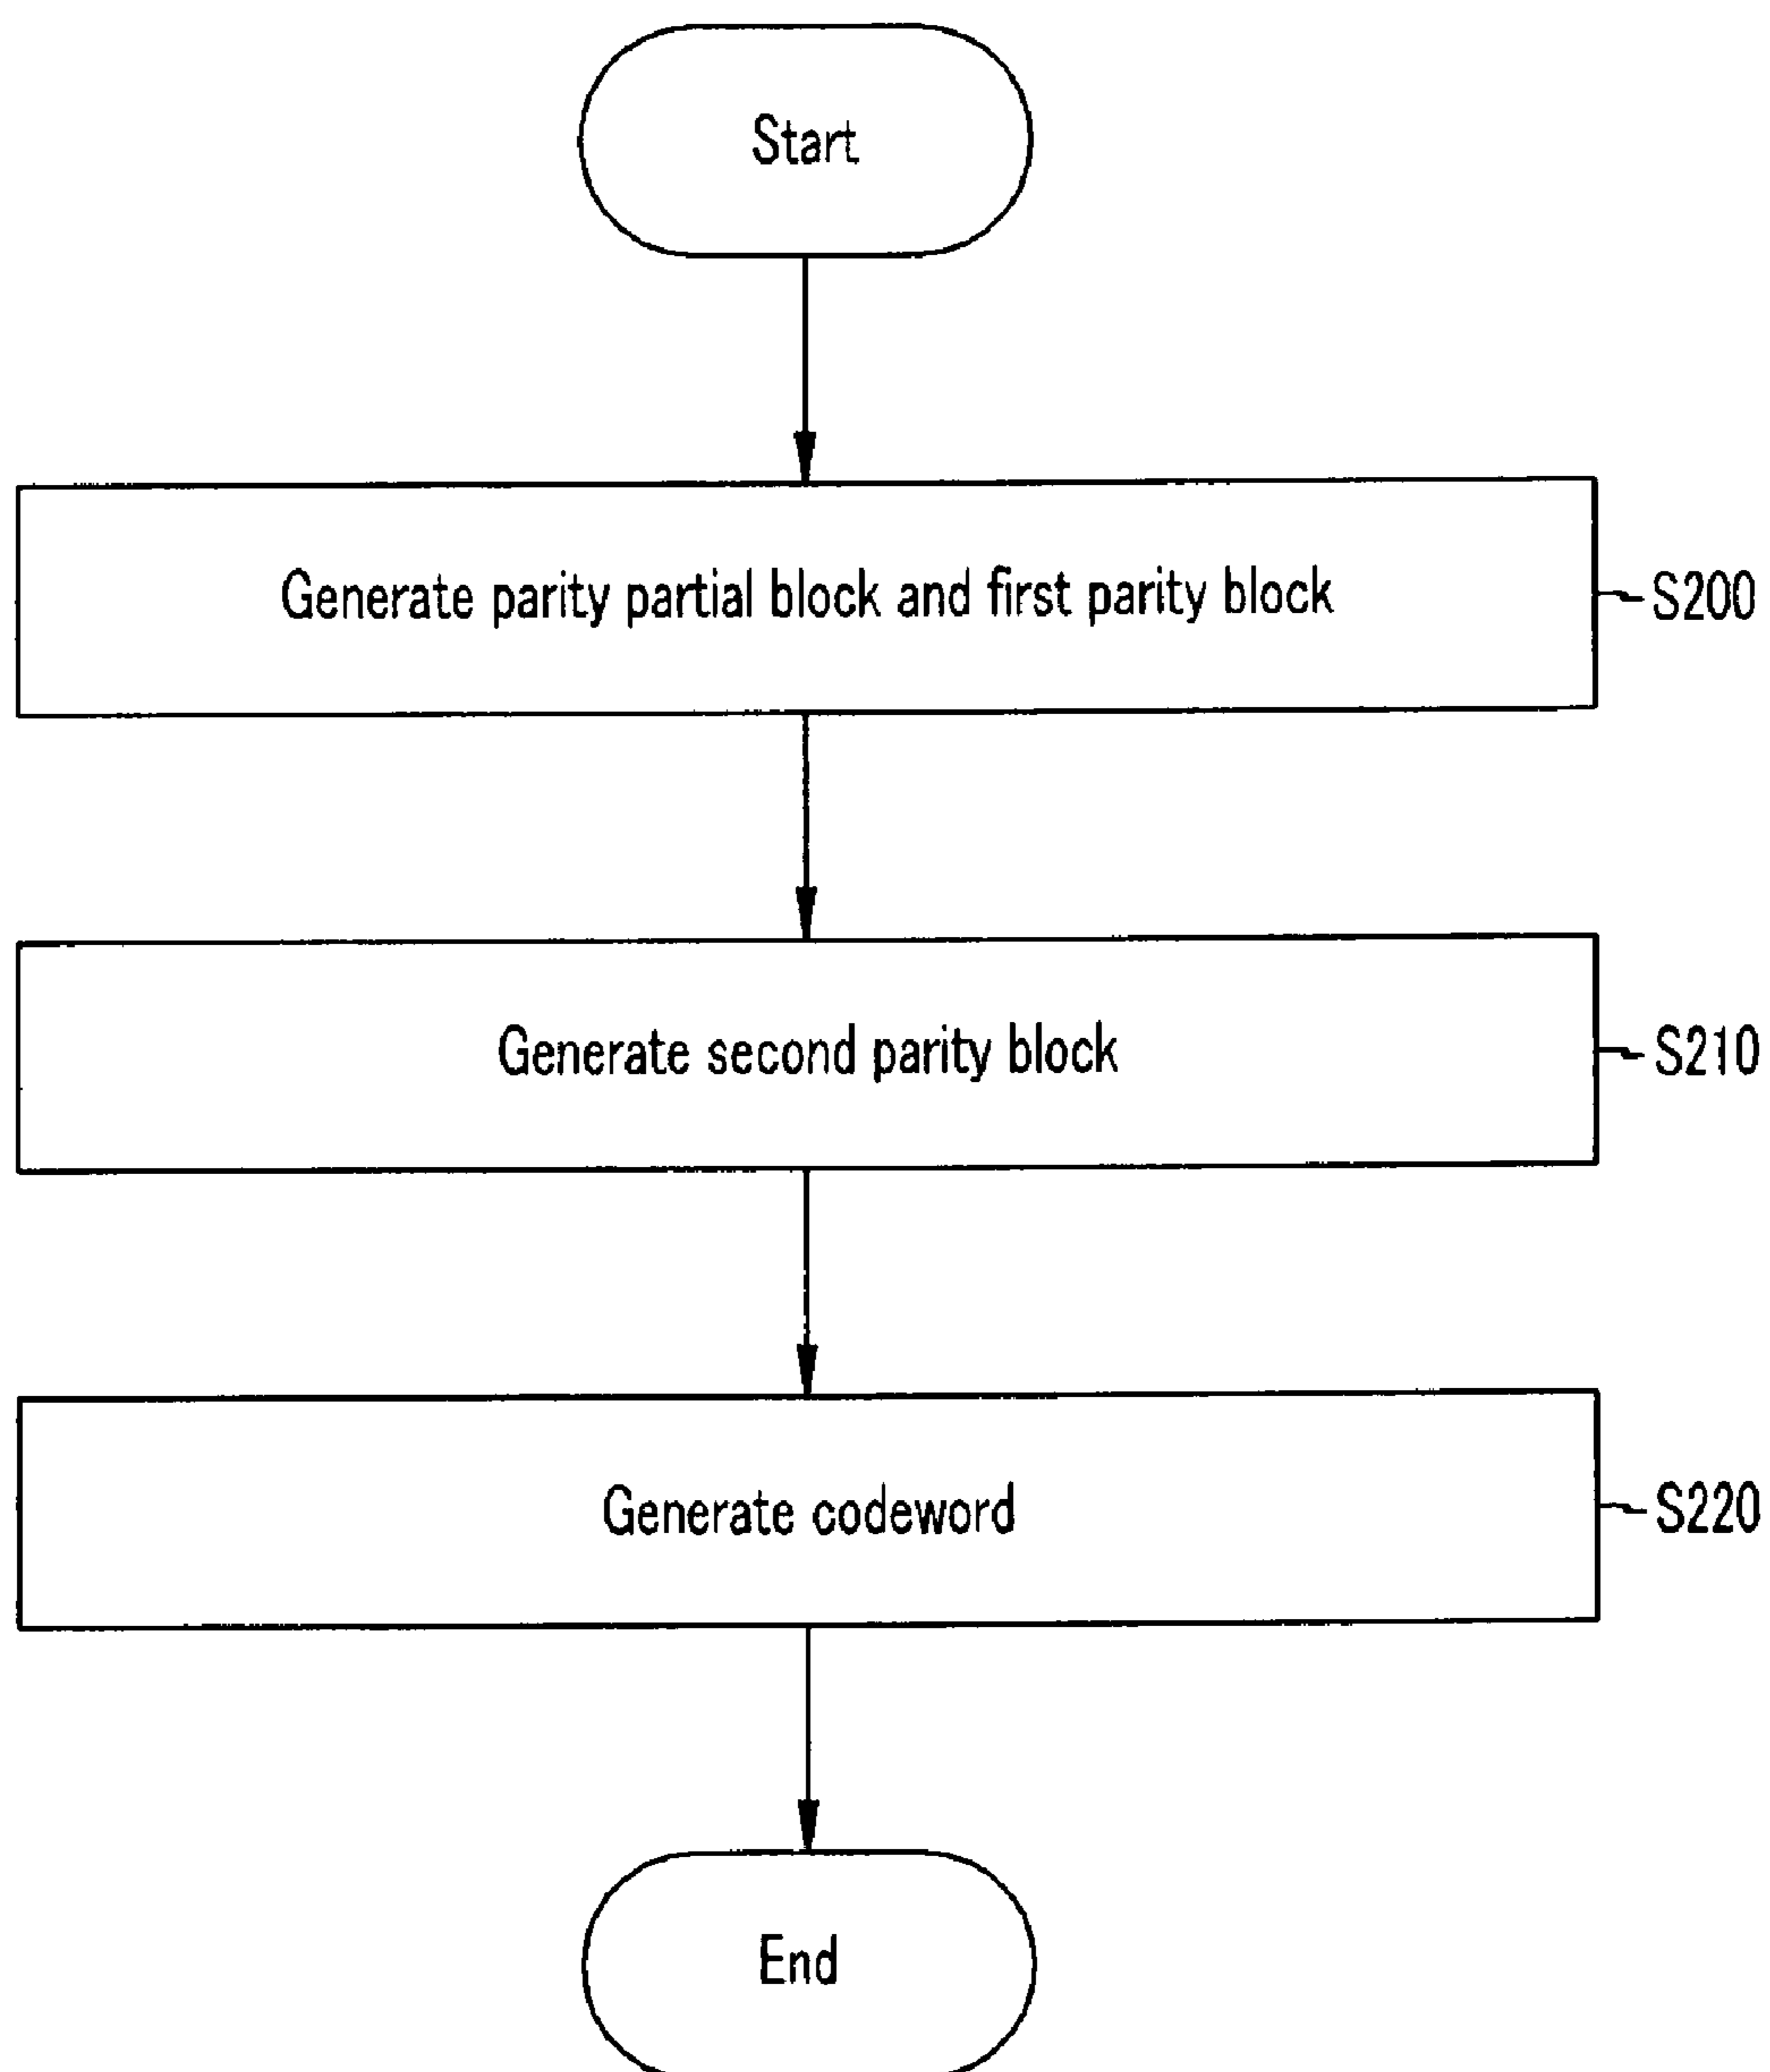 Start
Generate parity partial block and first parity block
S200
Generate second parity block
S210
Generate codeword
S220
End